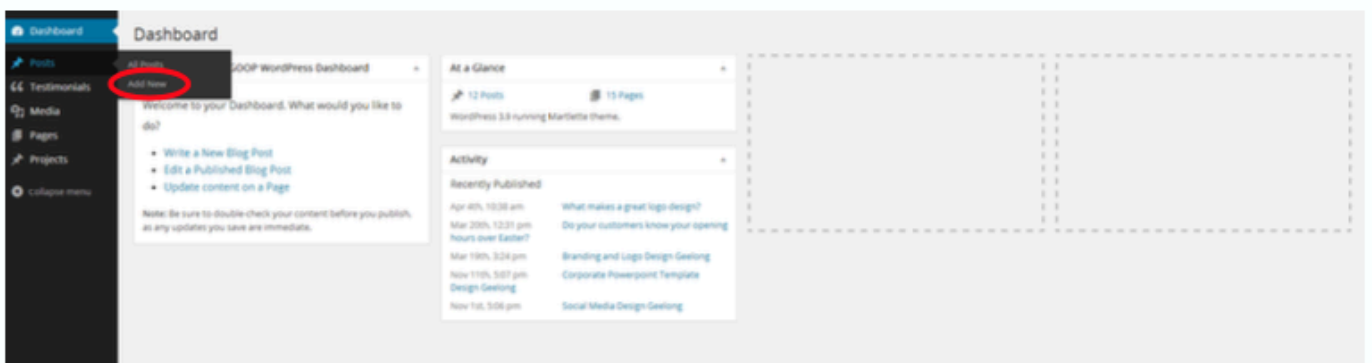 Dashboard
Posts
Testimonials
Media
Pages
Projects
Collapse menu
All Posts
Add New
Dashboard
GOOP WordPress Dashboard
Welcome to your Dashboard. What would you like to
do?
Write a New Blog Post
Edit a Published Blog Post
Update content on a Page
Note: Be sure to double check your content before you publish,
as any updates you save are immediate.
At a Glance
12 Posts 15 Pages
WordPress 3.9 running Martlette theme.
Activity
Recently Published
Apr 4th, 10:38 am What makes a great logo design?
Mar 20th, 12:31 pm Do your customers know your opening
hours over Easter?
Mar 19th, 3:24 pm Branding and Logo Design Geelong
Nov 11th, 5:07 pm Corporate Powerpoint Template
Design Geelong
Nov 1st, 5:06 pm Social Media Design Geelong